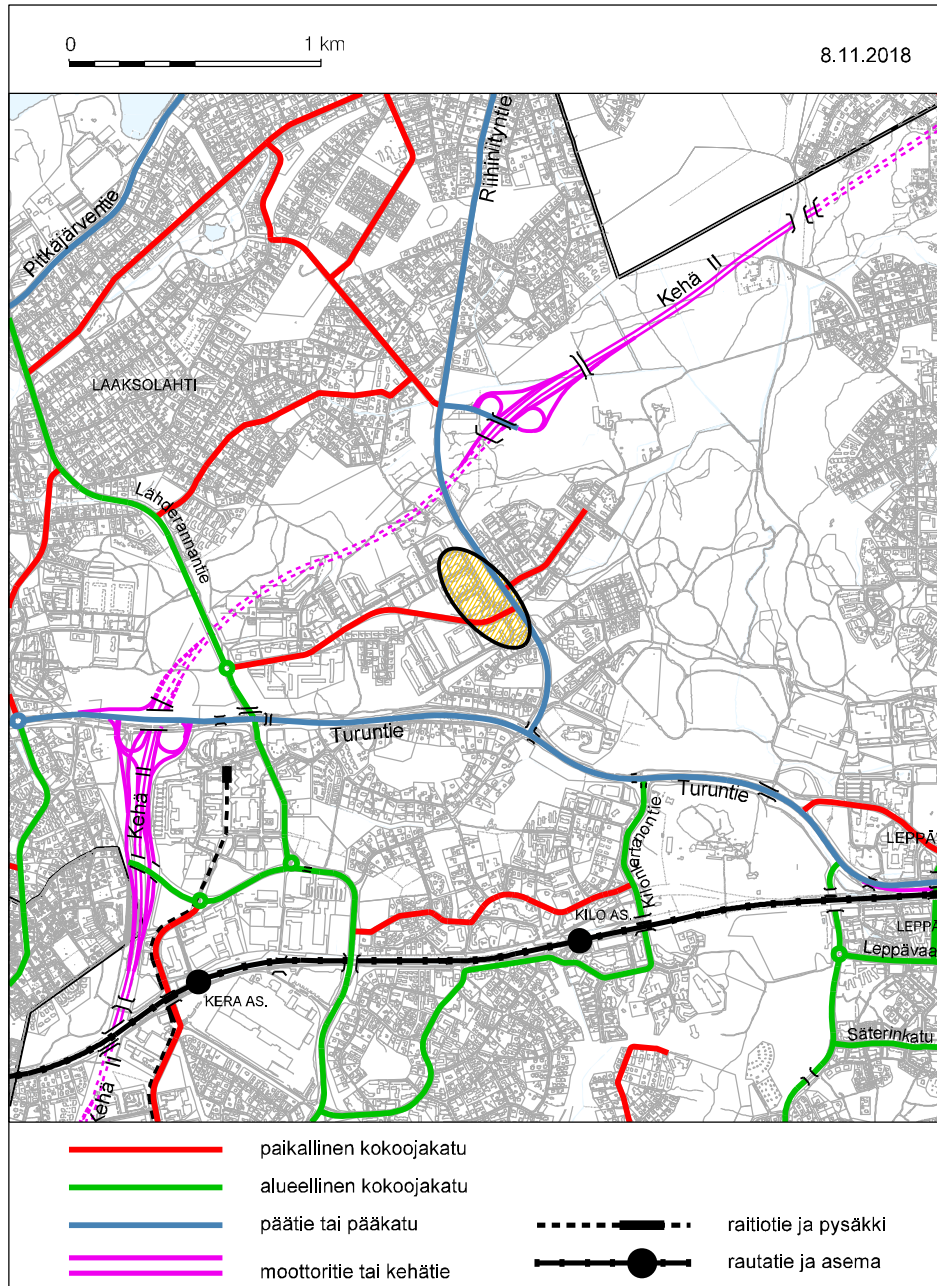 0 1 km 8.11.2018
Riihiniityntie
Pitkäjärventie
Kehä II
LAAKSOLAHTI
Lähderannantie
Turuntie
Kehä II
Turuntie
LEPPÄ
Kilonkartanontie
KILO AS.
LEPPÄ
Leppävaa
KERA AS.
Säterinkatu
Kehä II
paikallinen kokoojakatu
alueellinen kokoojakatu
päätie tai pääkatu
raitiotie ja pysäkki
moottoritie tai kehätie
rautatie ja asema